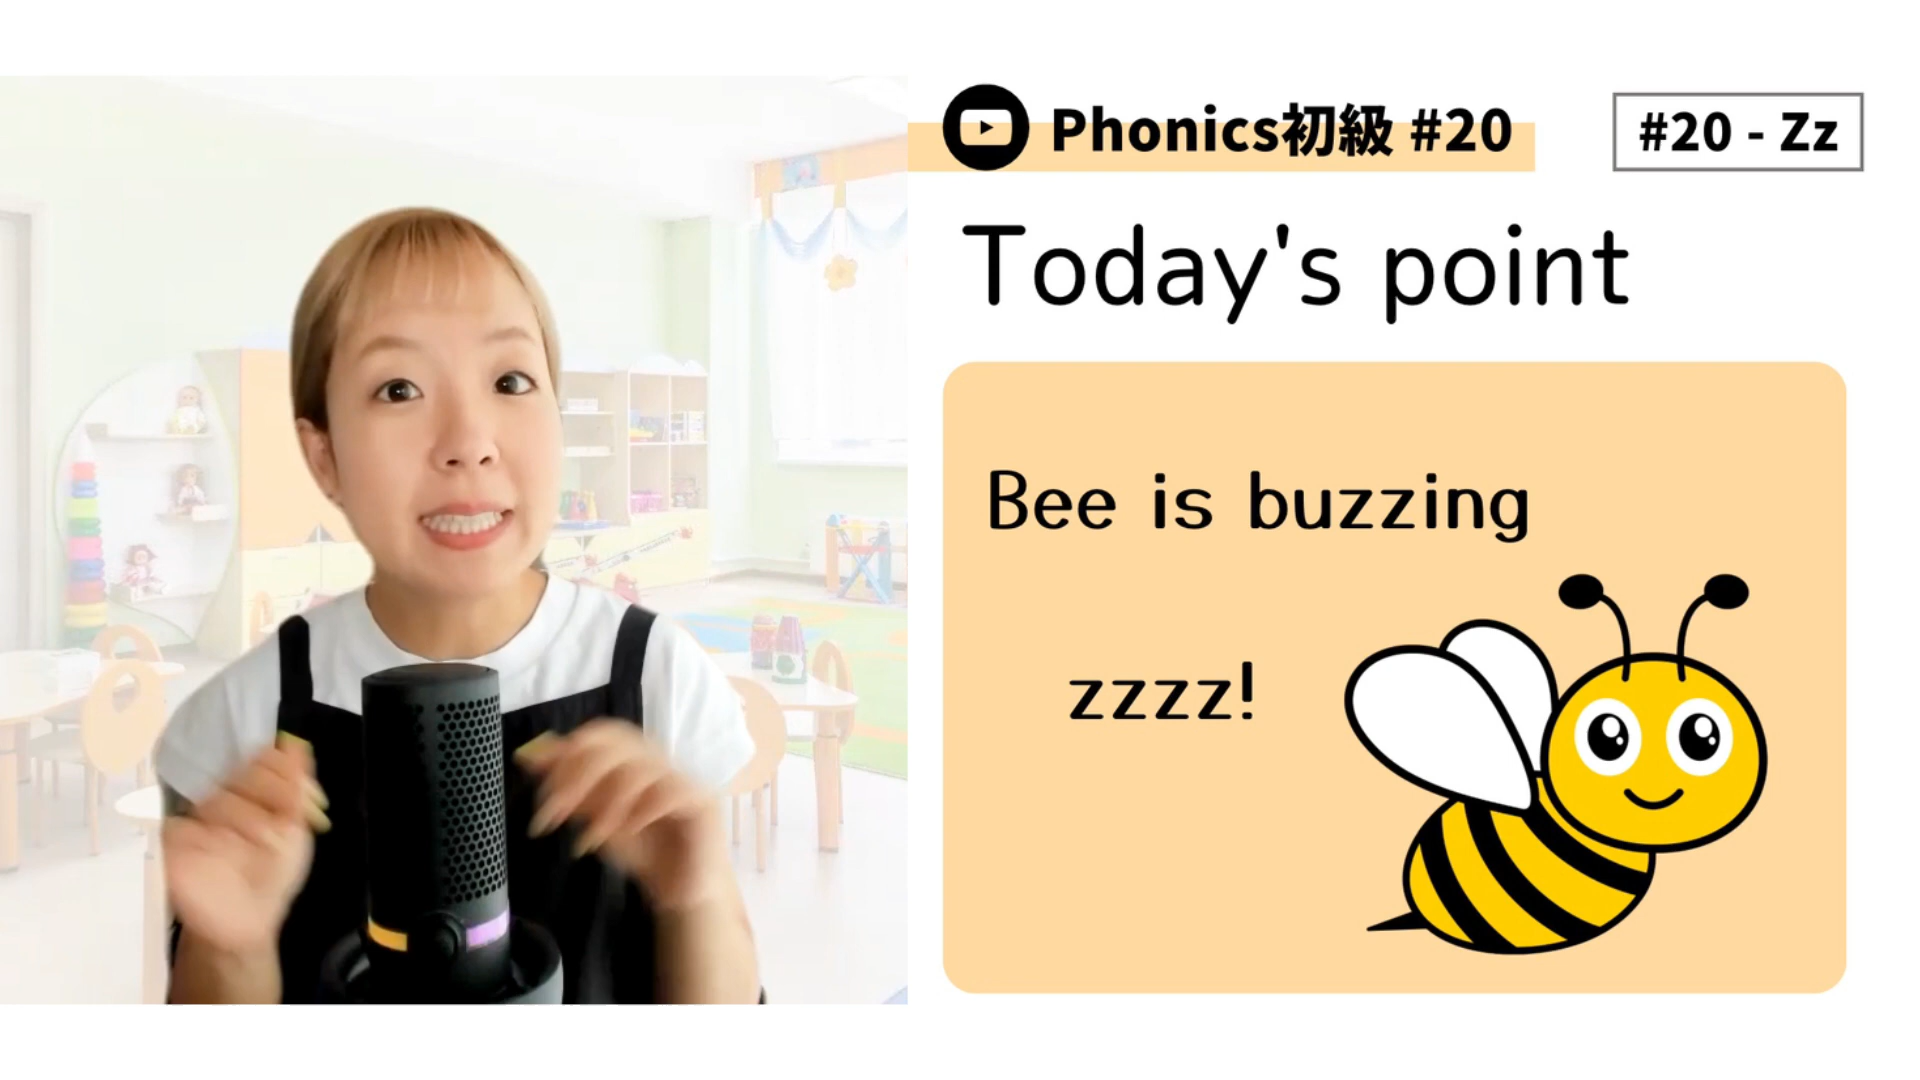 Phonics初級 #20
#20 - Zz
Today's point
Bee is buzzing
zzzz!